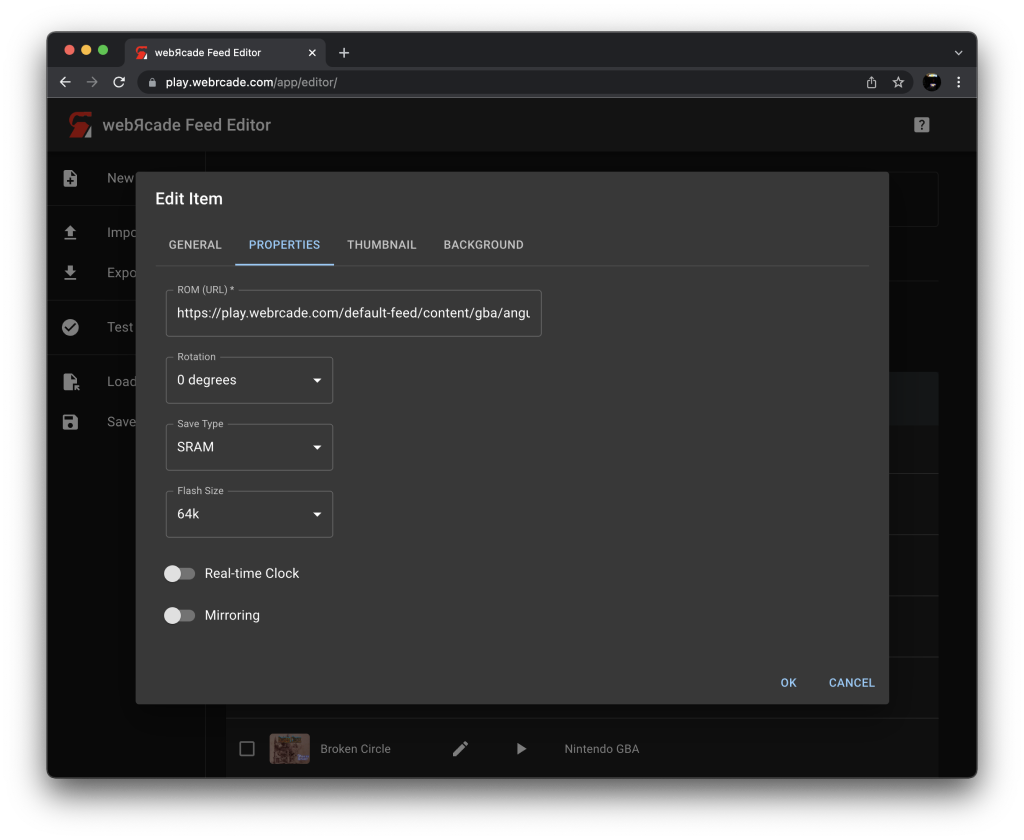 webЯcade Feed Editor
play.webrcade.com/app/editor/
webЯcade Feed Editor
?
New
Impo
Expo
Test
Load
Save
Edit Item
GENERAL PROPERTIES THUMBNAIL BACKGROUND
ROM (URL) *
https://play.webrcade.com/default-feed/content/gba/angu
Rotation
0 degrees
Save Type
SRAM
Flash Size
64k
Real-time Clock
Mirroring
OK CANCEL
Broken Circle Nintendo GBA